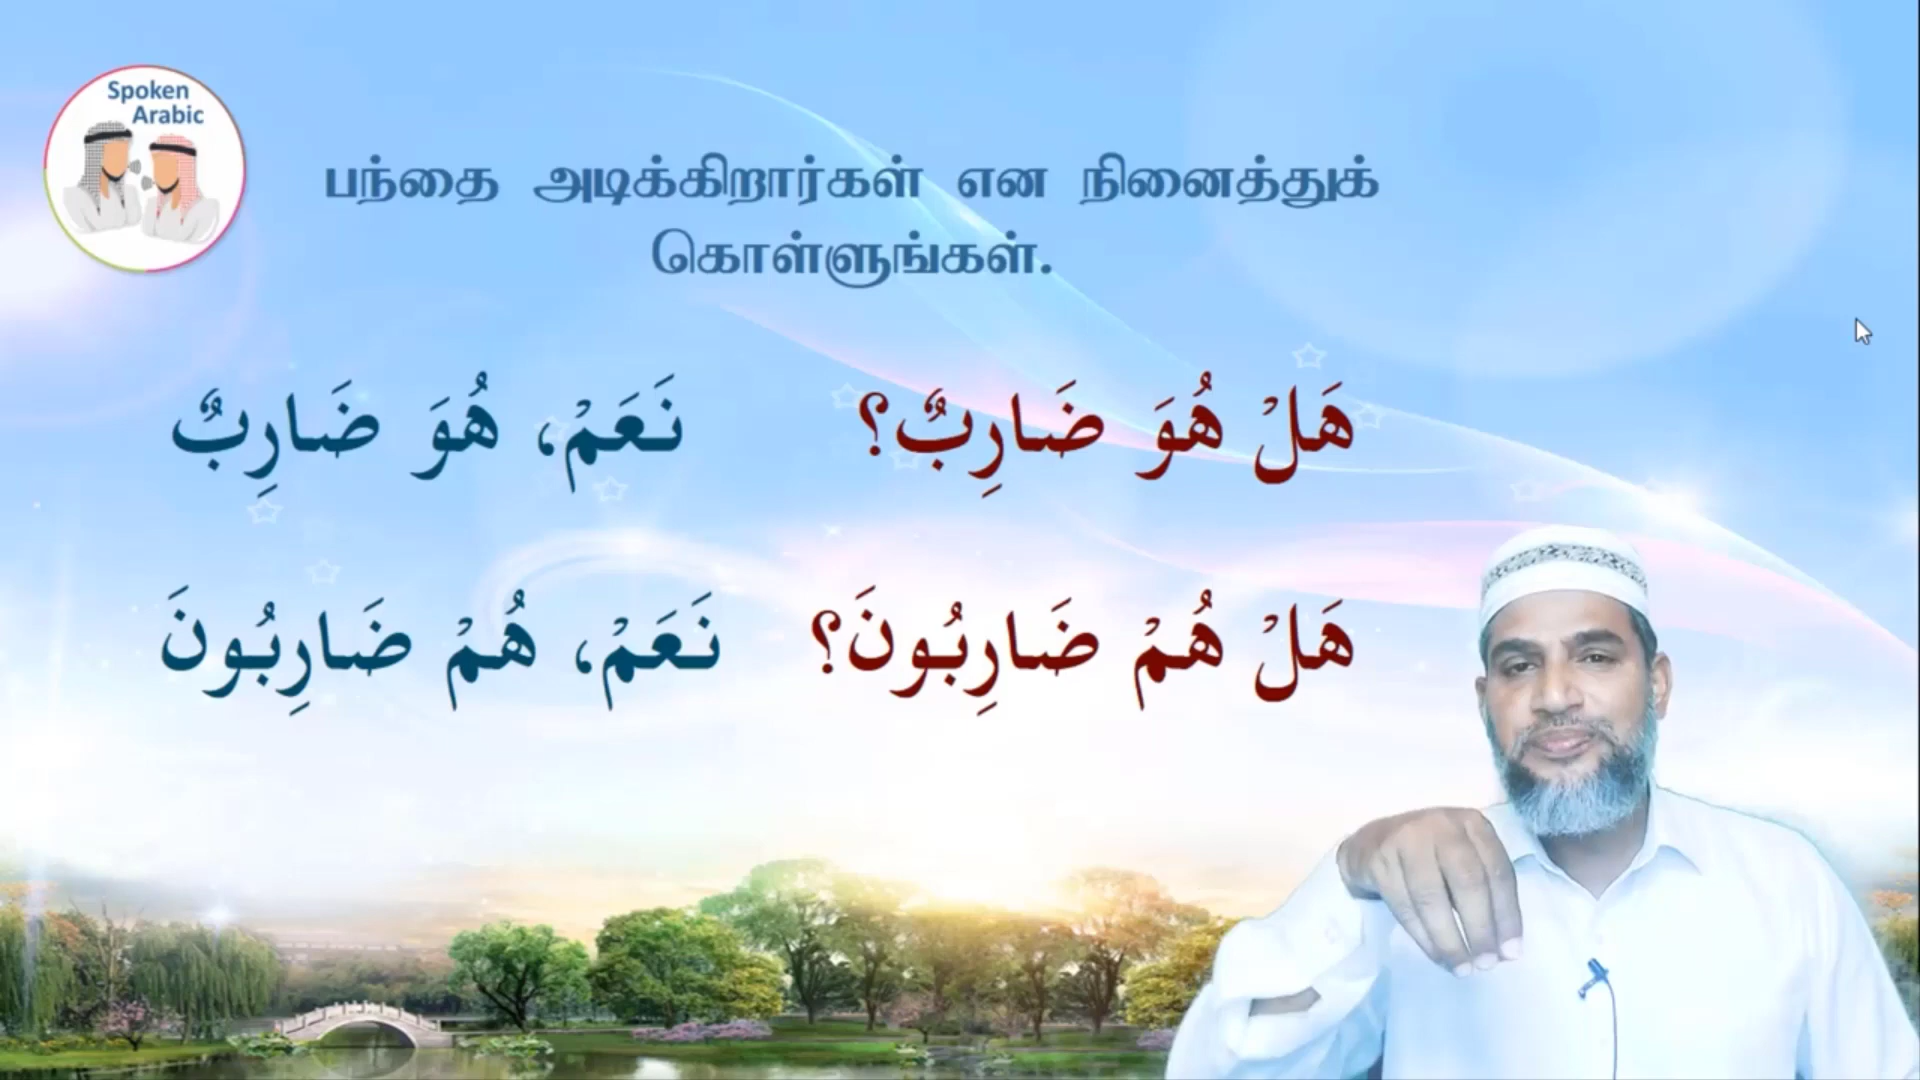 Spoken
Arabic
பந்தை அடிக்கிறார்கள் என நினைத்துக்
கொள்ளுங்கள்.
هَلْ هُوَ ضَارِبٌ؟ نَعَمْ، هُوَ ضَارِبٌ
هَلْ هُمْ ضَارِبُونَ؟ نَعَمْ، هُمْ ضَارِبُونَ